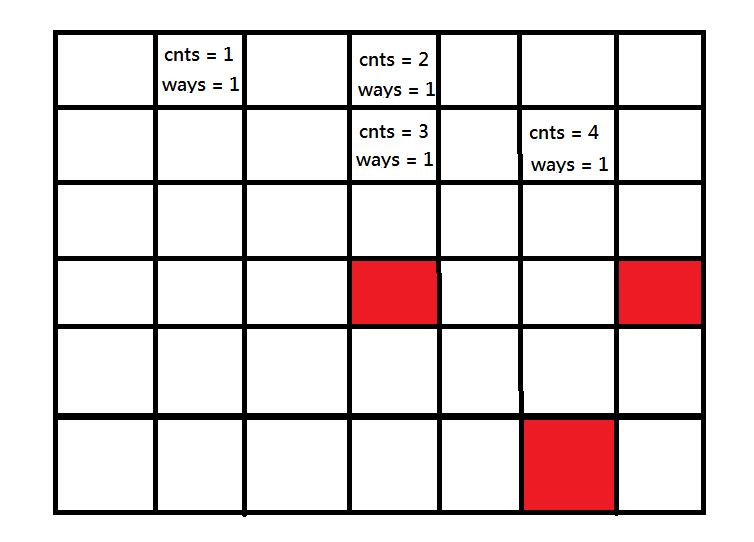 cnts = 1
ways = 1
cnts = 2
ways = 1
cnts = 3
ways = 1
cnts = 4
ways = 1